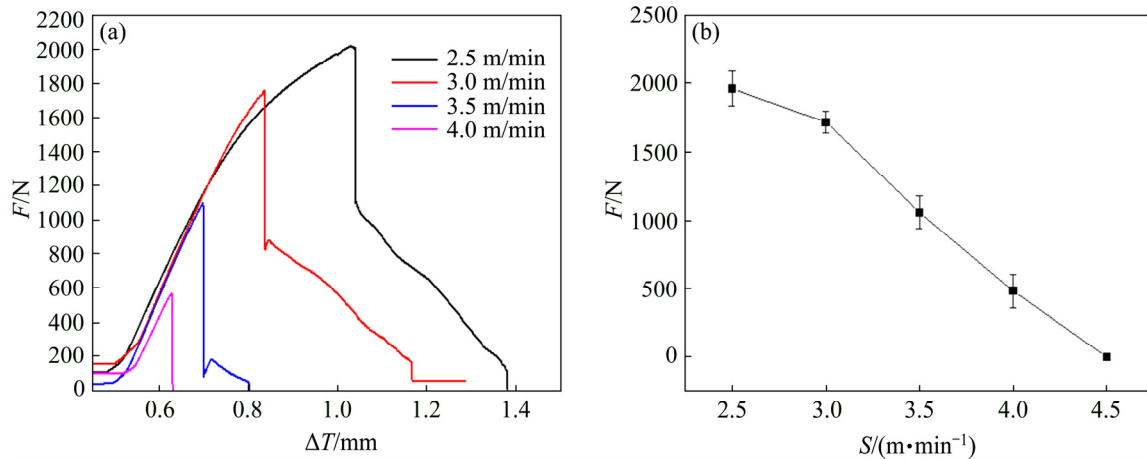 (a)
2200
2000
1800
1600
1400
1200
1000
800
600
400
200
0
F/N
2.5 m/min
3.0 m/min
3.5 m/min
4.0 m/min
0.6 0.8 1.0 1.2 1.4
ΔT/mm
(b)
2500
2000
1500
1000
500
0
F/N
2.5 3.0 3.5 4.0 4.5
S/(m•min⁻¹)